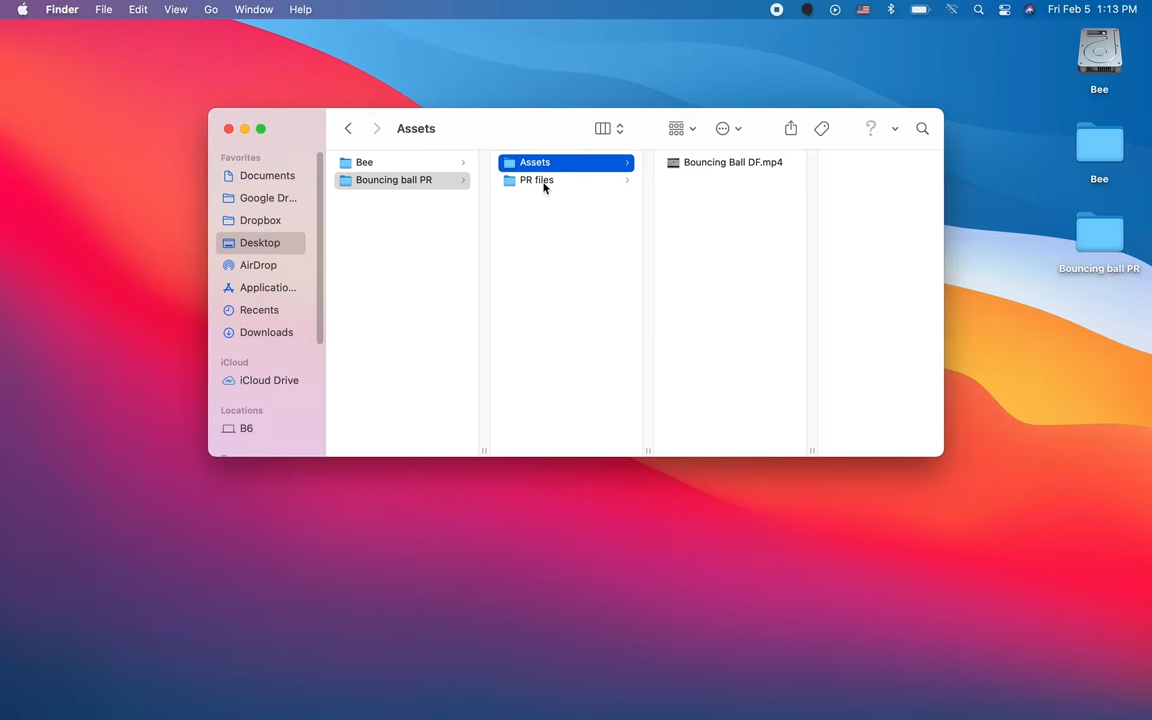 Finder File Edit View Go Window Help Fri Feb 5 1:13 PM
Bee
Bee
Bouncing ball PR
Assets
Favorites
Documents
Google Dr...
Dropbox
Desktop
AirDrop
Applicatio...
Recents
Downloads
iCloud
iCloud Drive
Locations
B6
Bee
Bouncing ball PR
Assets
PR files
Bouncing Ball DF.mp4